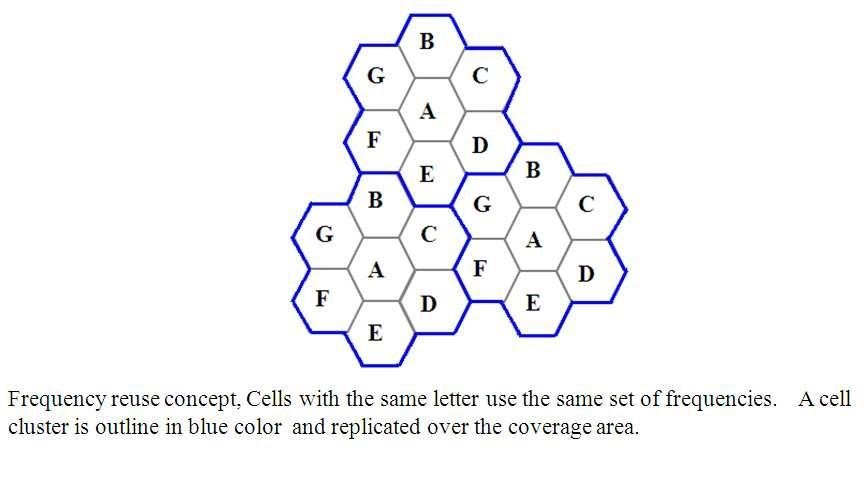 B
G C
A
F D
E B
B G C
G C A
A F D
F D E
E
Frequency reuse concept, Cells with the same letter use the same set of frequencies. A cell
cluster is outline in blue color and replicated over the coverage area.